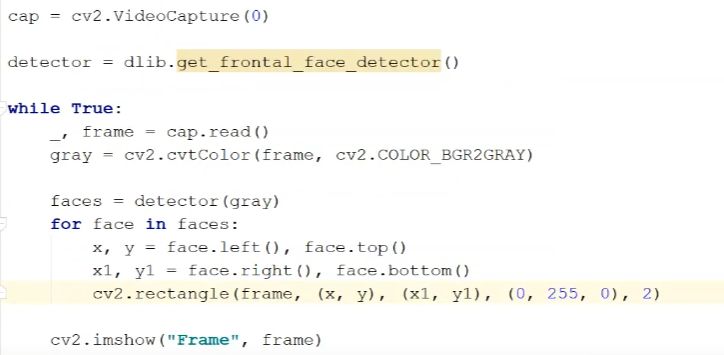 cap = cv2.VideoCapture(0)
detector = dlib.get_frontal_face_detector()
while True:
    _, frame = cap.read()
    gray = cv2.cvtColor(frame, cv2.COLOR_BGR2GRAY)
    faces = detector(gray)
    for face in faces:
        x, y = face.left(), face.top()
        x1, y1 = face.right(), face.bottom()
        cv2.rectangle(frame, (x, y), (x1, y1), (0, 255, 0), 2)
    cv2.imshow("Frame", frame)